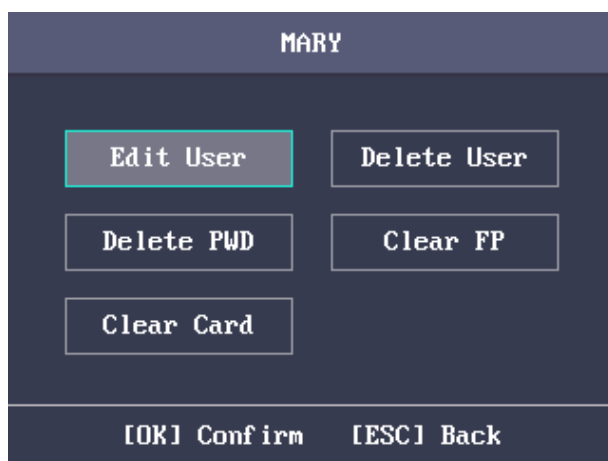 MARY
Edit User
Delete User
Delete PWD
Clear FP
Clear Card
[OK] Confirm
[ESC] Back